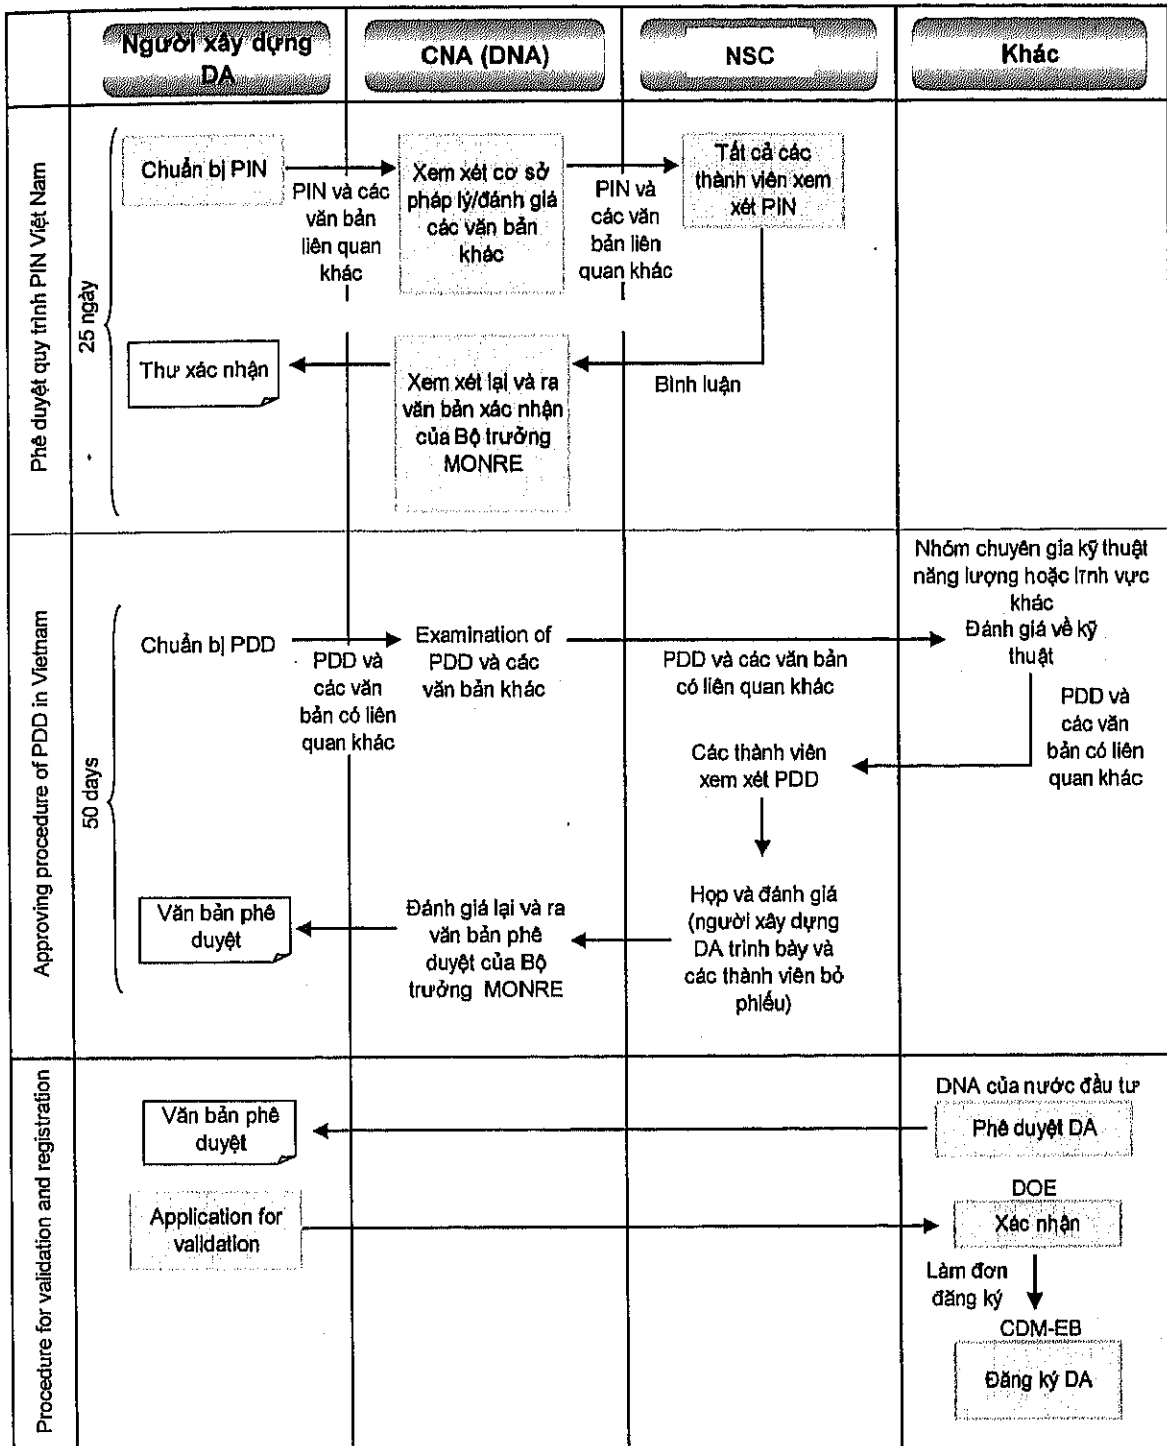 Người xây dựng
DA
CNA (DNA)
NSC
Khác
Phê duyệt quy trình PIN Việt Nam
25 ngày
Chuẩn bị PIN
PIN và các
văn bản
liên quan
khác
Xem xét cơ sở
pháp lý/đánh giá
các văn bản
khác
PIN và
các văn
bản liên
quan khác
Tất cả các
thành viên xem
xét PIN
Thư xác nhận
Xem xét lại và ra
văn bản xác nhận
của Bộ trưởng
MONRE
Bình luận
Approving procedure of PDD in Vietnam
50 days
Chuẩn bị PDD
PDD và
các văn
bản có liên
quan khác
Examination of
PDD và các
văn bản khác
PDD và các văn bản
có liên quan khác
Nhóm chuyên gia kỹ thuật
năng lượng hoặc lĩnh vực
khác
Đánh giá về kỹ
thuật
PDD và
các văn
bản có liên
quan khác
Các thành viên
xem xét PDD
Văn bản phê
duyệt
Đánh giá lại và ra
văn bản phê
duyệt của Bộ
trưởng MONRE
Họp và đánh giá
(người xây dựng
DA trình bày và
các thành viên bỏ
phiếu)
Procedure for validation and registration
Văn bản phê
duyệt
DNA của nước đầu tư
Phê duyệt DA
Application for
validation
DOE
Xác nhận
Làm đơn
đăng ký
CDM-EB
Đăng ký DA